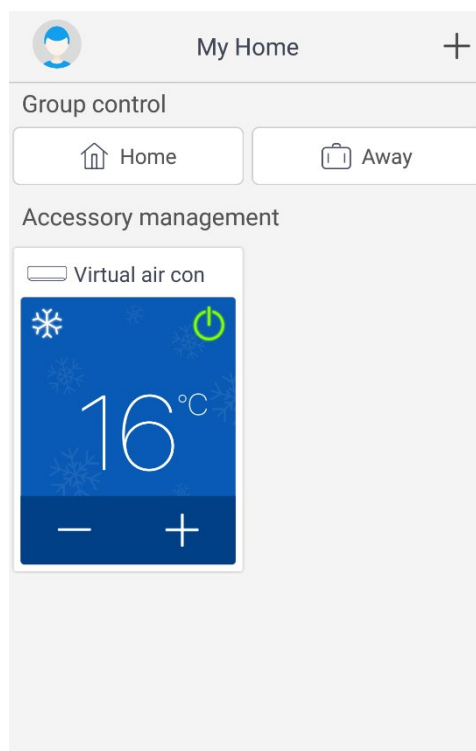 My Home
Group control
Home
Away
Accessory management
Virtual air con
16 °C